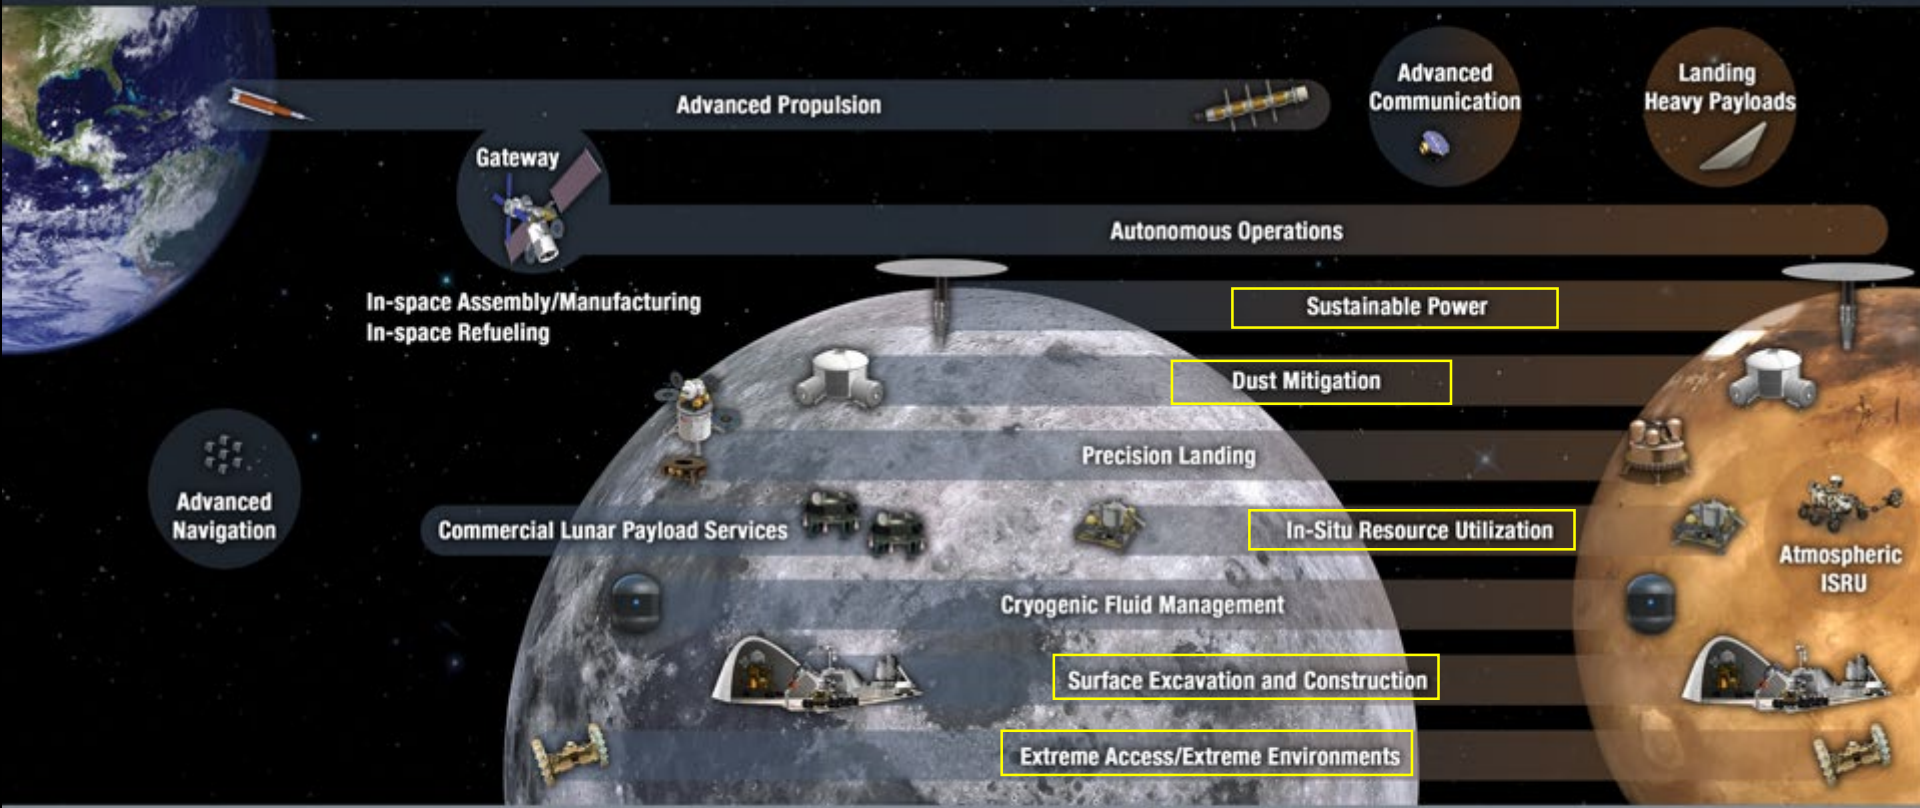 Advanced Propulsion
Advanced
Communication
Landing
Heavy Payloads
Gateway
Autonomous Operations
In-space Assembly/Manufacturing
In-space Refueling
Sustainable Power
Dust Mitigation
Precision Landing
Advanced
Navigation
Commercial Lunar Payload Services
In-Situ Resource Utilization
Atmospheric
ISRU
Cryogenic Fluid Management
Surface Excavation and Construction
Extreme Access/Extreme Environments